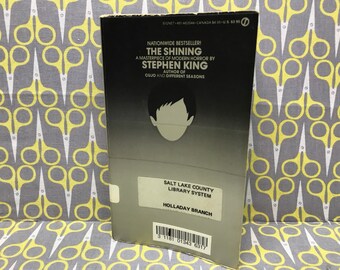 NATIONWIDE BESTSELLER!
THE SHINING
A MASTERPIECE OF MODERN HORROR BY
STEPHEN KING
AUTHOR OF
CUJO AND DIFFERENT SEASONS
SALT LAKE COUNTY
LIBRARY SYSTEM
HOLLADAY BRANCH